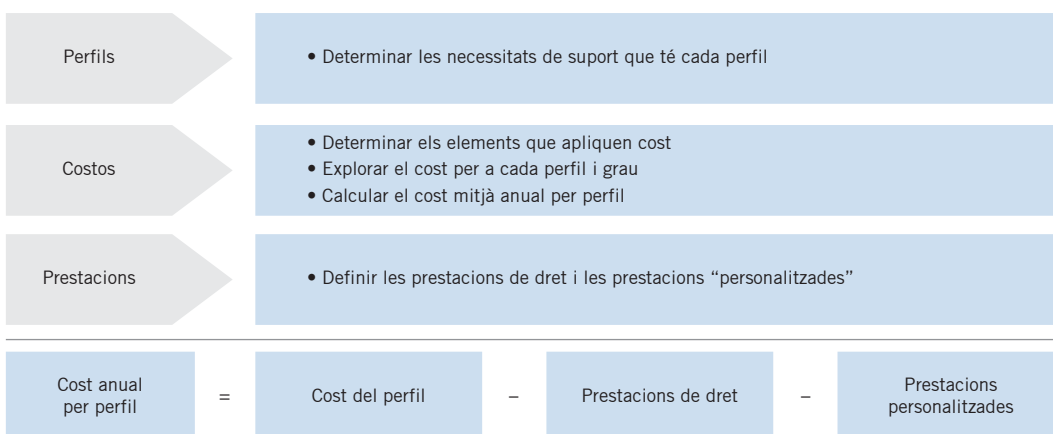 Perfils
• Determinar les necessitats de suport que té cada perfil
Costos
• Determinar els elements que apliquen cost
• Explorar el cost per a cada perfil i grau
• Calcular el cost mitjà anual per perfil
Prestacions
• Definir les prestacions de dret i les prestacions “personalitzades”
Cost anual
per perfil
=
Cost del perfil
–
Prestacions de dret
–
Prestacions
personalitzades